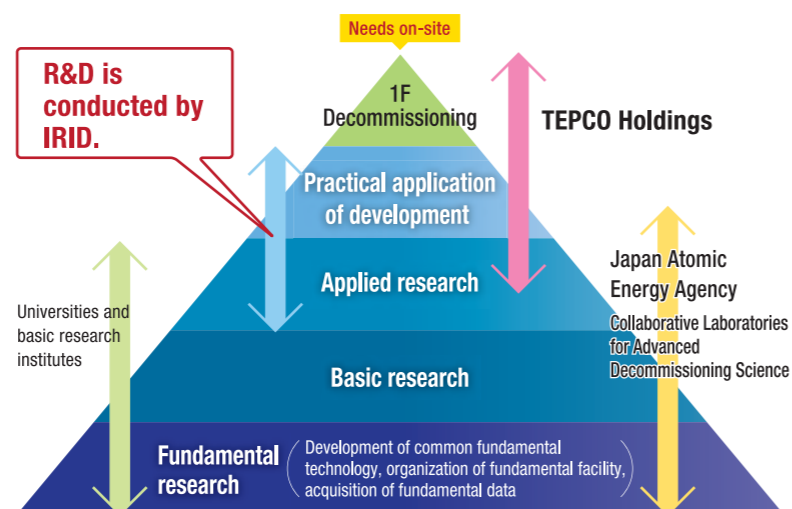 Needs on-site
R&D is
conducted by
IRID.
1F
Decommissioning
TEPCO Holdings
Practical application
of development
Applied research
Japan Atomic
Energy Agency
Collaborative Laboratories
for Advanced
Decommissioning Science
Universities and
basic research
institutes
Basic research
Fundamental
research
Development of common fundamental
technology, organization of fundamental facility,
acquisition of fundamental data